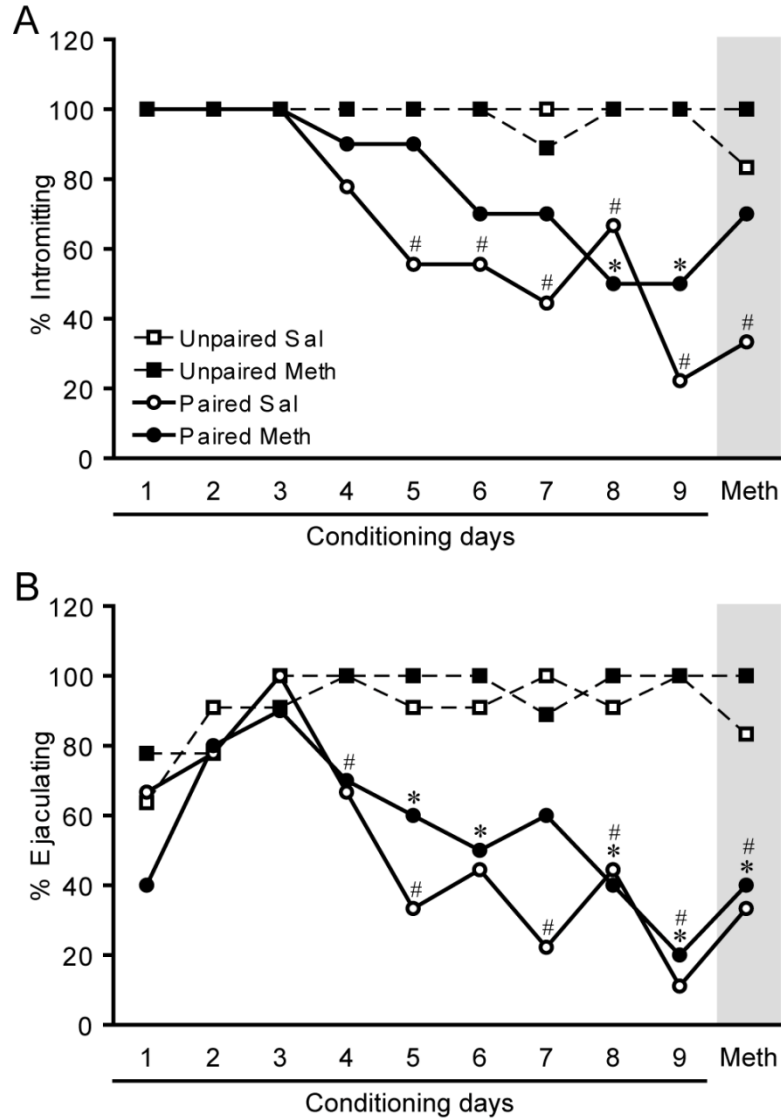 A
120
100
80
60
40
20
0
% Intromitting
# # # # # #
* *
Unpaired Sal
Unpaired Meth
Paired Sal
Paired Meth
1 2 3 4 5 6 7 8 9 Meth
Conditioning days
B
120
100
80
60
40
20
0
% Ejaculating
# # # # # #
* * * * *
1 2 3 4 5 6 7 8 9 Meth
Conditioning days